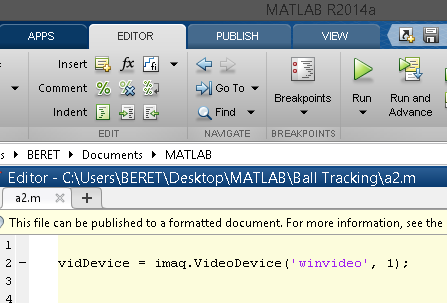 MATLAB R2014a
APPS EDITOR PUBLISH VIEW
Insert fx
Comment % % %
Indent
Go To
Find
Breakpoints
Run
Run and
Advance
EDIT NAVIGATE BREAKPOINTS
s BERET Documents MATLAB
Editor - C:\Users\BERET\Desktop\MATLAB\Ball Tracking\a2.m
a2.m × +
This file can be published to a formatted document. For more information, see the
1
2 - vidDevice = imaq.VideoDevice('winvideo', 1);
3
4